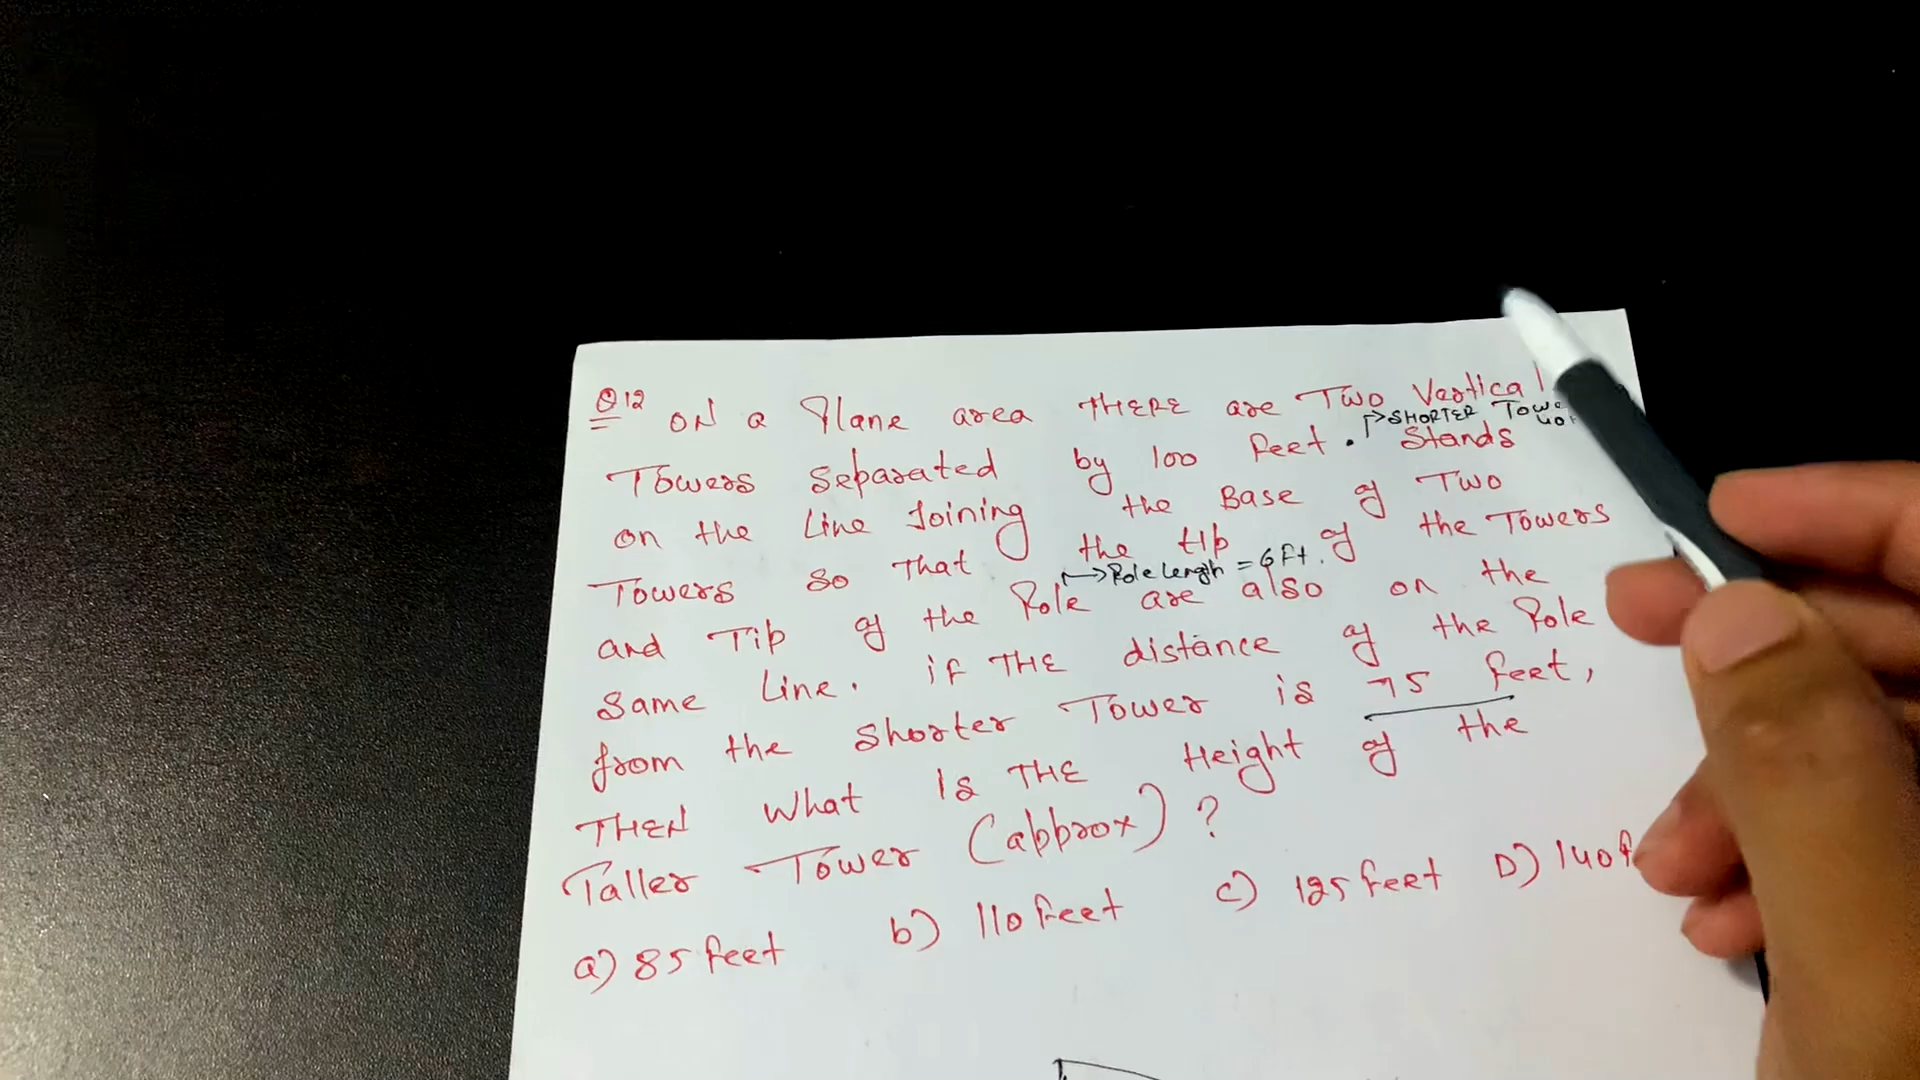 Q12 ON a Plane area THERE are Two Vertical
SHORTER
Towers Separated by 100 feet. Stands
on the Line Joining the Base of Two
Towers so that the tip of the Towers
Pole Length = 6 Ft.
and Tip of the Pole are also on the
same Line. if THE distance of the Pole
from the shorter Tower is 75 feet,
THEN what is THE Height of the
Taller Tower (approx)?
a) 85 feet b) 110 feet c) 125 feet D) 140